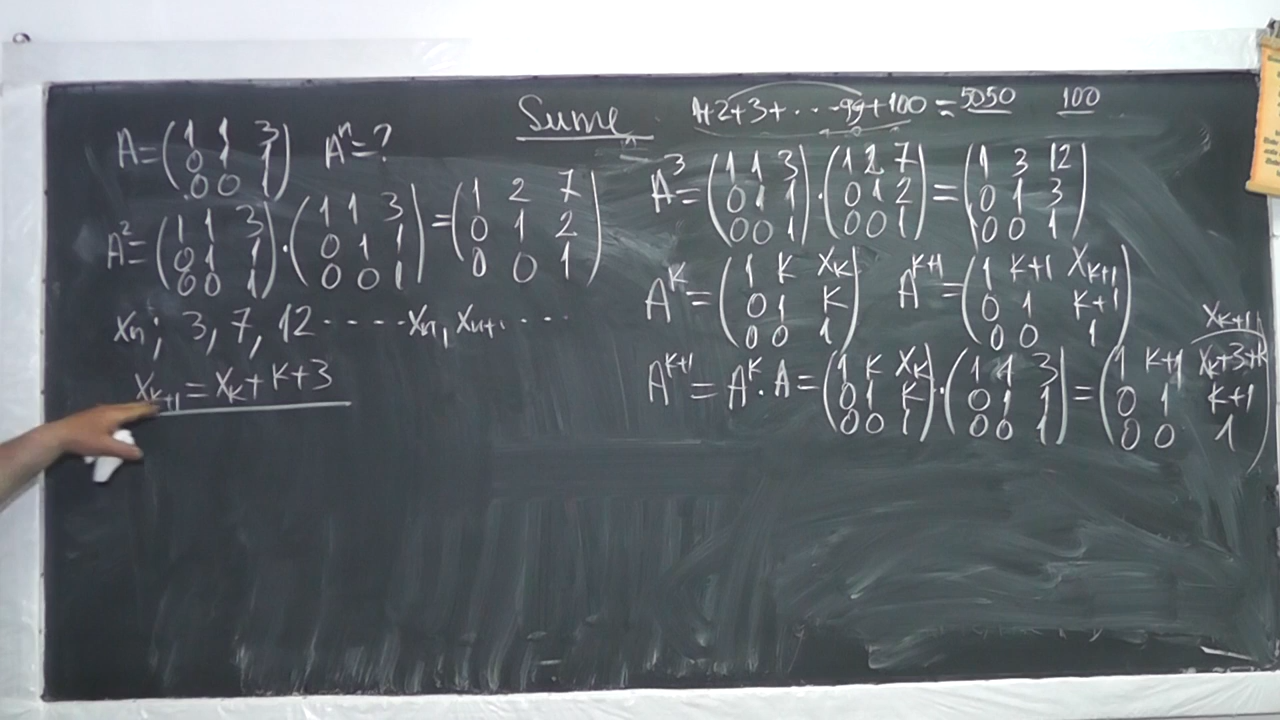 Sume 1+2+3+...99+100=5050 100
A=(1 1 3
0 1 1
0 0 1) Aⁿ=?
A²=(1 1 3
0 1 1
0 0 1)·(1 1 3
0 1 1
0 0 1)=(1 2 7
0 1 2
0 0 1)
xₙ; 3, 7, 12 ..... xₙ, xₙ₊₁ ...
x_{k+1}=x_k+k+3
A³=(1 1 3
0 1 1
0 0 1)·(1 2 7
0 1 2
0 0 1)=(1 3 12
0 1 3
0 0 1)
A^K=(1 K x_K
0 1 K
0 0 1) A^{K+1}=(1 K+1 x_{K+1}
0 1 K+1
0 0 1)
x_{K+1}
A^{K+1}=A^K·A=(1 K x_K
0 1 K
0 0 1)·(1 1 3
0 1 1
0 0 1)=(1 K+1 x_K+3+K
0 1 K+1
0 0 1)